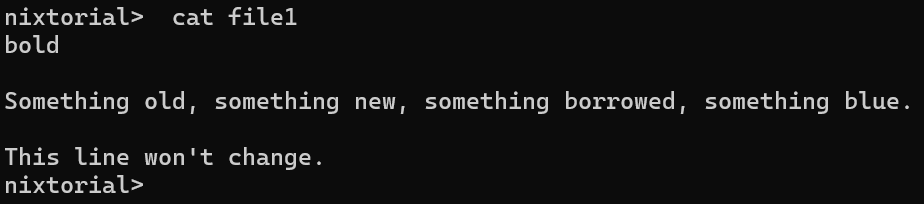 nixtorial>  cat file1
bold

Something old, something new, something borrowed, something blue.

This line won't change.
nixtorial>